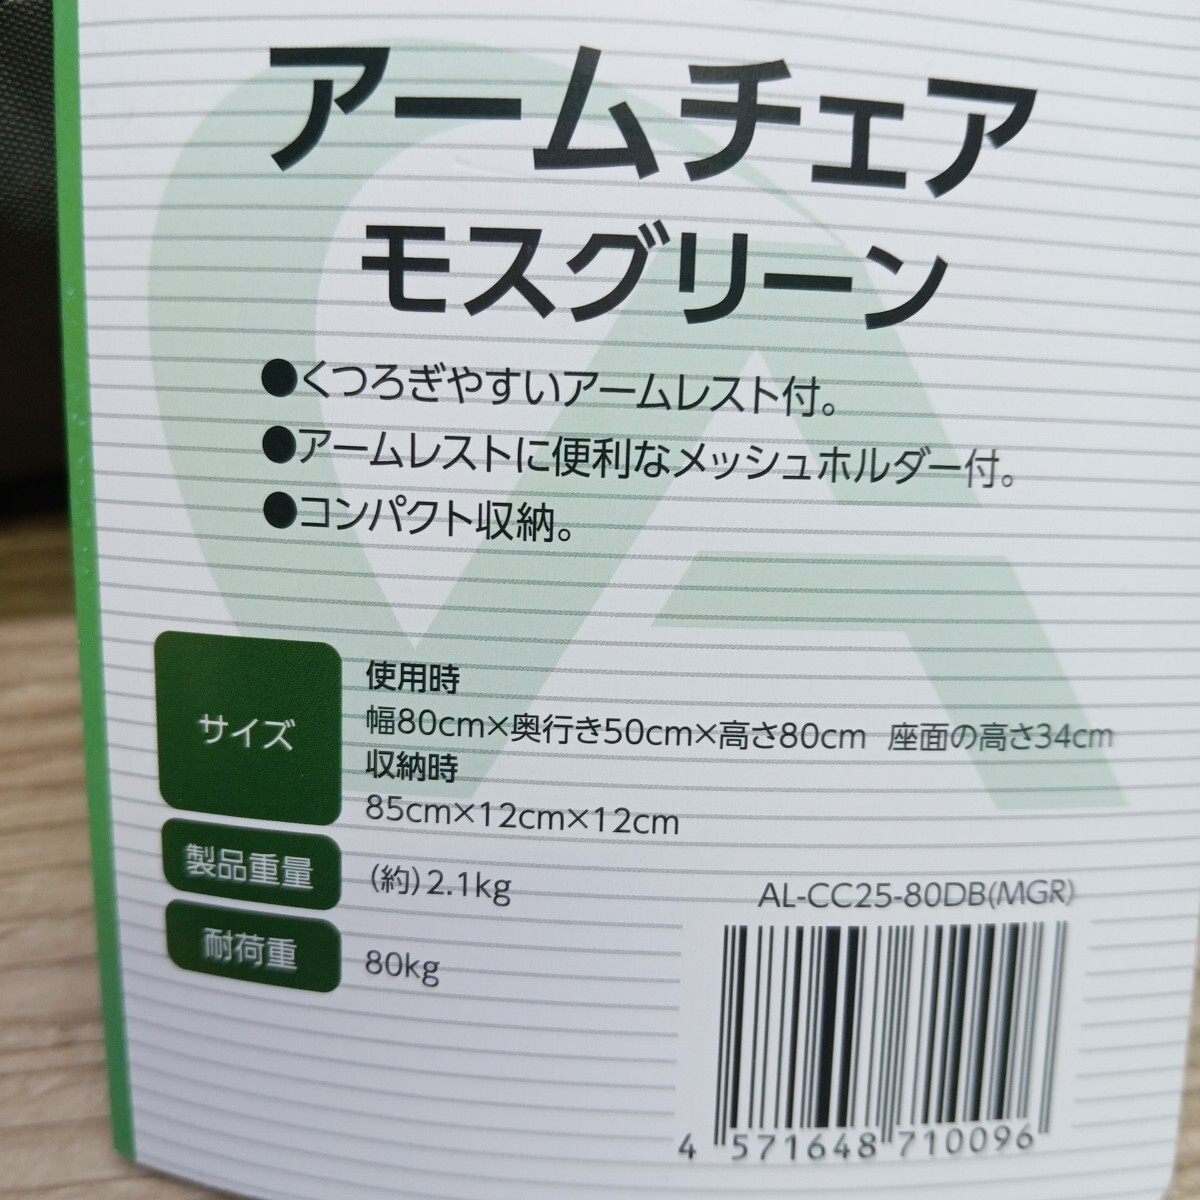 アームチェア
モスグリーン
●くつろぎやすいアームレスト付。
●アームレストに便利なメッシュホルダー付。
●コンパクト収納。
サイズ
使用時
幅80cm×奥行き50cm×高さ80cm 座面の高さ34cm
収納時
85cm×12cm×12cm
製品重量
(約)2.1kg
耐荷重
80kg
AL-CC25-80DB(MGR)
4 571648 710096